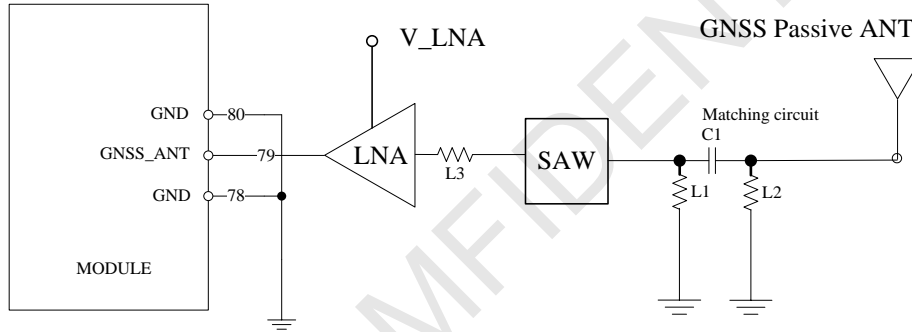 GNSS Passive ANT
V_LNA
GND
80
Matching circuit
C1
GNSS_ANT
79
LNA
L3
SAW
GND
78
L1
L2
MODULE
MFIDEN